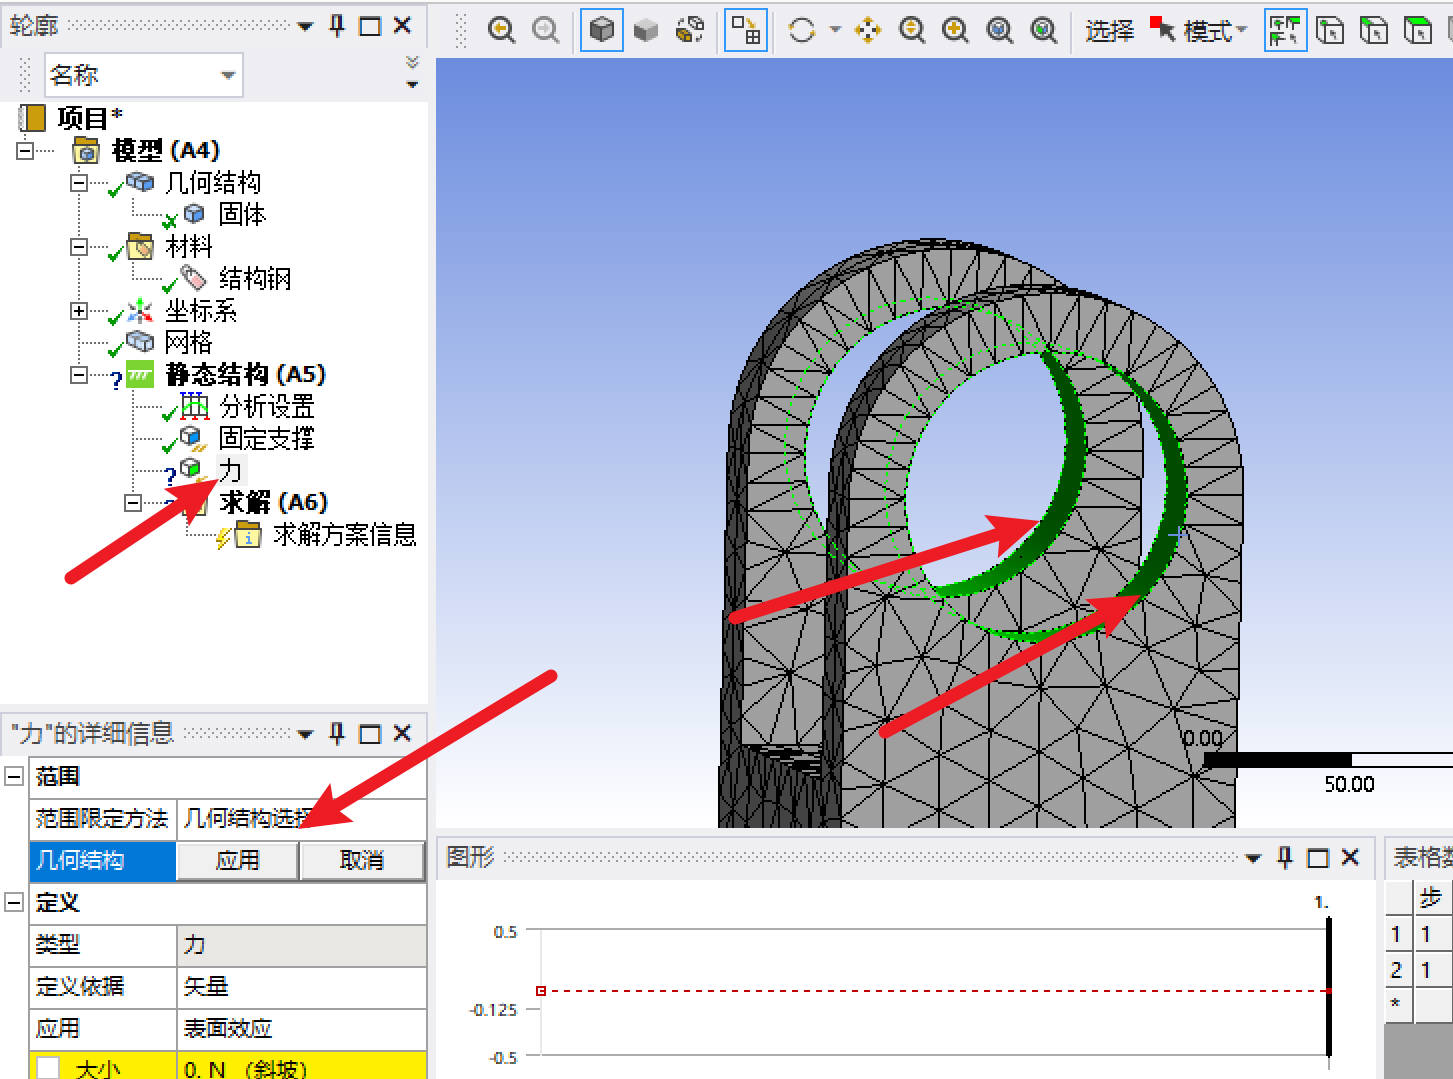 轮廓
名称
项目*
模型 (A4)
几何结构
固体
材料
结构钢
坐标系
网格
静态结构 (A5)
分析设置
固定支撑
力
求解 (A6)
求解方案信息
"力"的详细信息
范围
范围限定方法 几何结构选择
几何结构 应用 取消
定义
类型 力
定义依据 矢量
应用 表面效应
大小 0. N （斜坡）
选择 模式
0.00
50.00
图形
1.
0.5
-0.125
-0.5
表格数
步
1 1
2 1
*